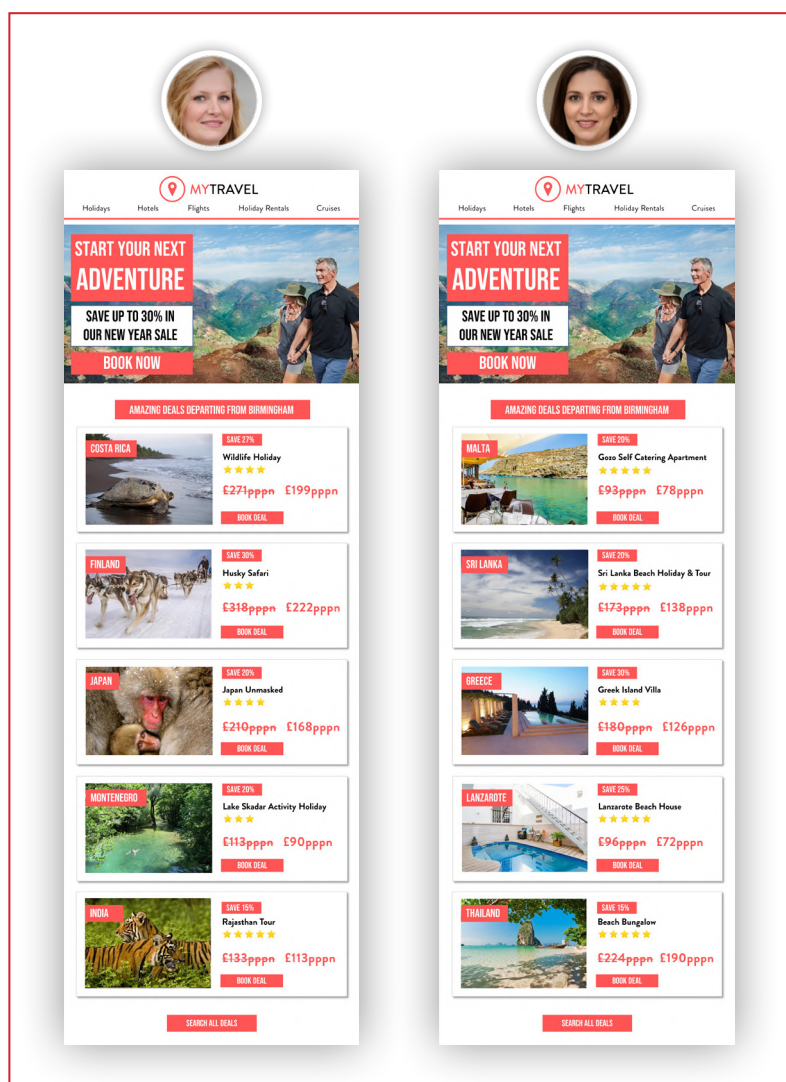 MYTRAVEL
Holidays Hotels Flights Holiday Rentals Cruises
START YOUR NEXT
ADVENTURE
SAVE UP TO 30% IN
OUR NEW YEAR SALE
BOOK NOW
AMAZING DEALS DEPARTING FROM BIRMINGHAM
COSTA RICA
SAVE 27%
Wildlife Holiday
£271pppn £199pppn
BOOK DEAL
FINLAND
SAVE 30%
Husky Safari
£318pppn £222pppn
BOOK DEAL
JAPAN
SAVE 20%
Japan Unmasked
£210pppn £168pppn
BOOK DEAL
MONTENEGRO
SAVE 20%
Lake Skadar Activity Holiday
£113pppn £90pppn
BOOK DEAL
INDIA
SAVE 15%
Rajasthan Tour
£133pppn £113pppn
BOOK DEAL
SEARCH ALL DEALS
MYTRAVEL
Holidays Hotels Flights Holiday Rentals Cruises
START YOUR NEXT
ADVENTURE
SAVE UP TO 30% IN
OUR NEW YEAR SALE
BOOK NOW
AMAZING DEALS DEPARTING FROM BIRMINGHAM
MALTA
SAVE 20%
Gozo Self Catering Apartment
£93pppn £78pppn
BOOK DEAL
SRI LANKA
SAVE 20%
Sri Lanka Beach Holiday & Tour
£173pppn £138pppn
BOOK DEAL
GREECE
SAVE 30%
Greek Island Villa
£180pppn £126pppn
BOOK DEAL
LANZAROTE
SAVE 25%
Lanzarote Beach House
£96pppn £72pppn
BOOK DEAL
THAILAND
SAVE 15%
Beach Bungalow
£224pppn £190pppn
BOOK DEAL
SEARCH ALL DEALS